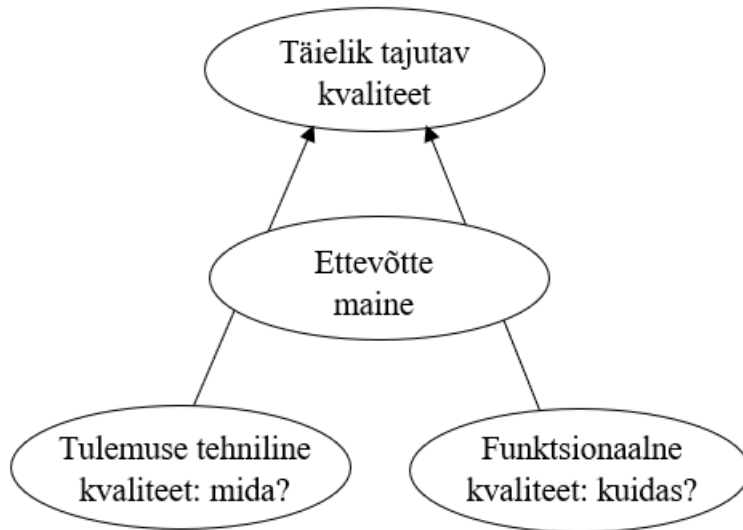 Täielik tajutav
kvaliteet
Ettevõtte
maine
Tulemuse tehniline
kvaliteet: mida?
Funktsionaalne
kvaliteet: kuidas?